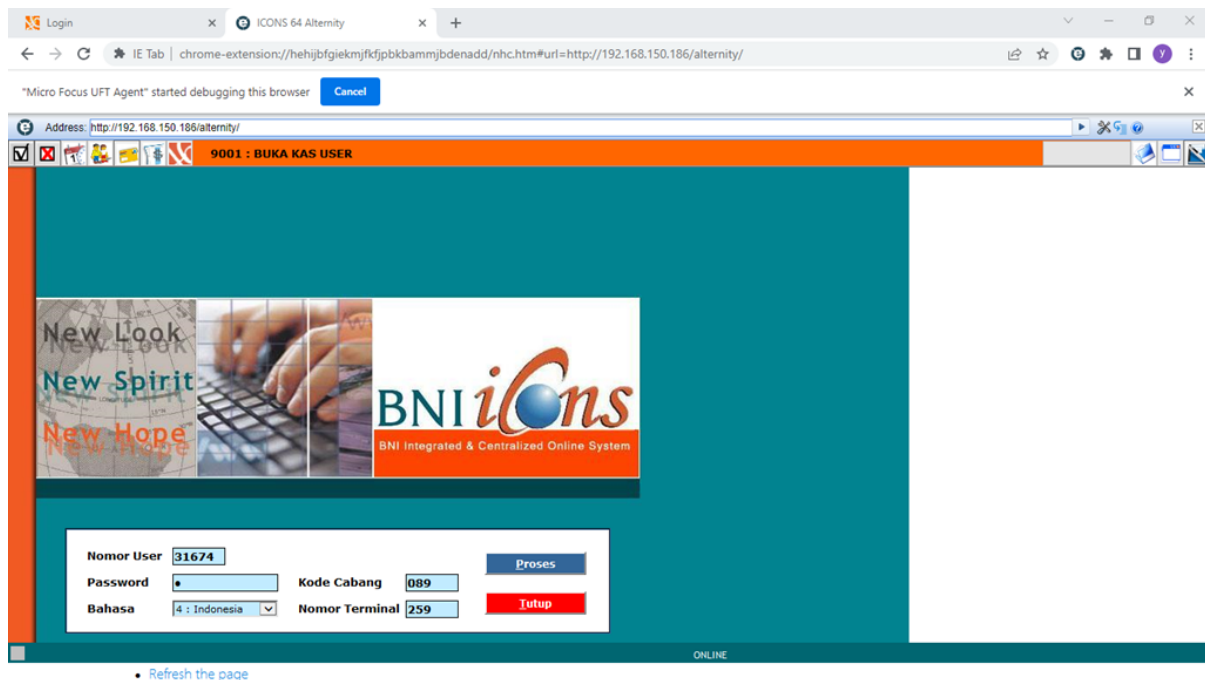 Login
ICONS 64 Alternity
IE Tab | chrome-extension://hehijbfgiekmjfkfjpbkbammjbdenadd/nhc.htm#url=http://192.168.150.186/alternity/
y
"Micro Focus UFT Agent" started debugging this browser Cancel
Address: http://192.168.150.186/alternity/
9001 : BUKA KAS USER
New Look
New Spirit
New Hope
BNI icons
BNI Integrated & Centralized Online System
Nomor User 31674
Proses
Password Kode Cabang 089
Bahasa 4 : Indonesia Nomor Terminal 259
Tutup
ONLINE
Refresh the page